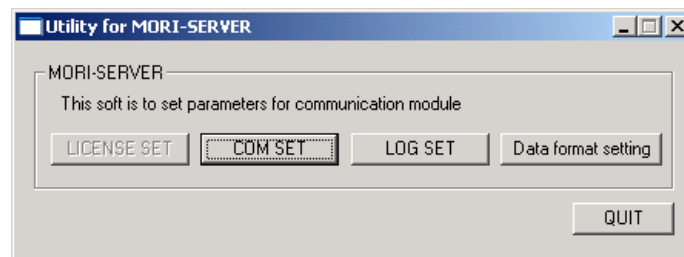 Utility for MORI-SERVER
MORI-SERVER
This soft is to set parameters for communication module
LICENSE SET COM SET LOG SET Data format setting
QUIT